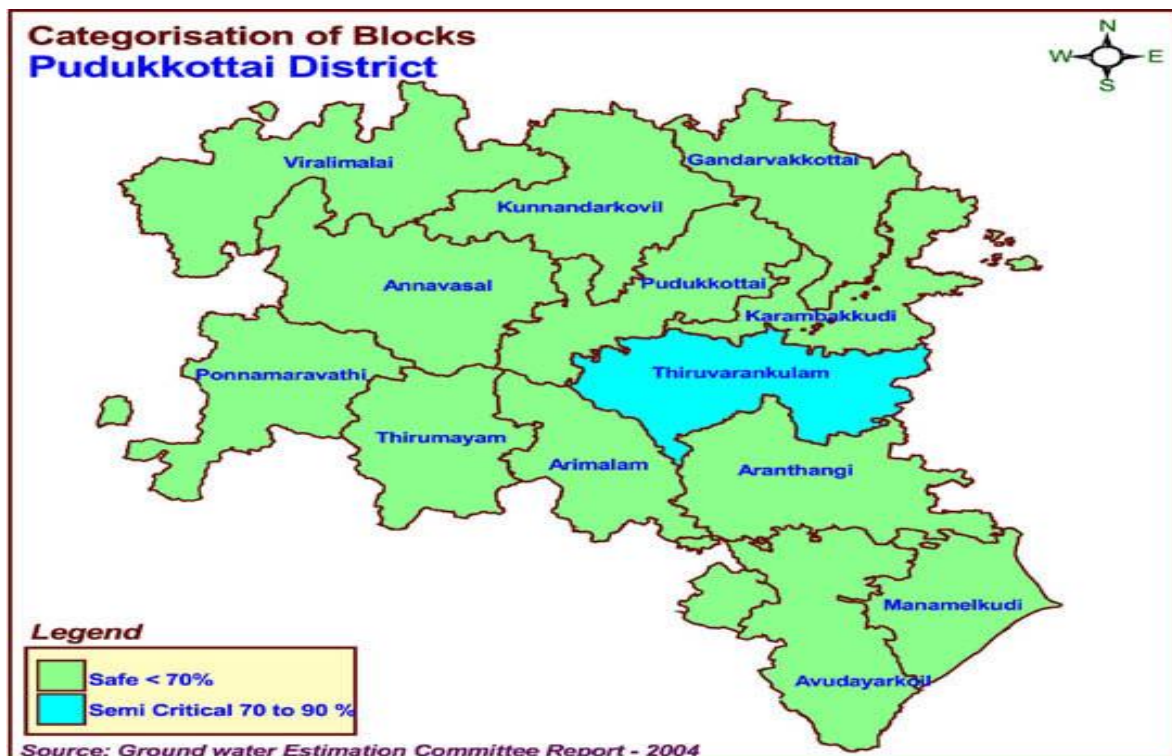 Categorisation of Blocks
Pudukkottai District
N
W E
S
Viralimalai
Gandarvakkottai
Kunnandarkovil
Annavasal
Pudukkottai
Karambakkudi
Ponnamaravathi
Thiruvarankulam
Thirumayam
Arimalam
Aranthangi
Manamelkudi
Avudayarkoil
Legend
Safe < 70%
Semi Critical 70 to 90 %
Source: Ground water Estimation Committee Report - 2004